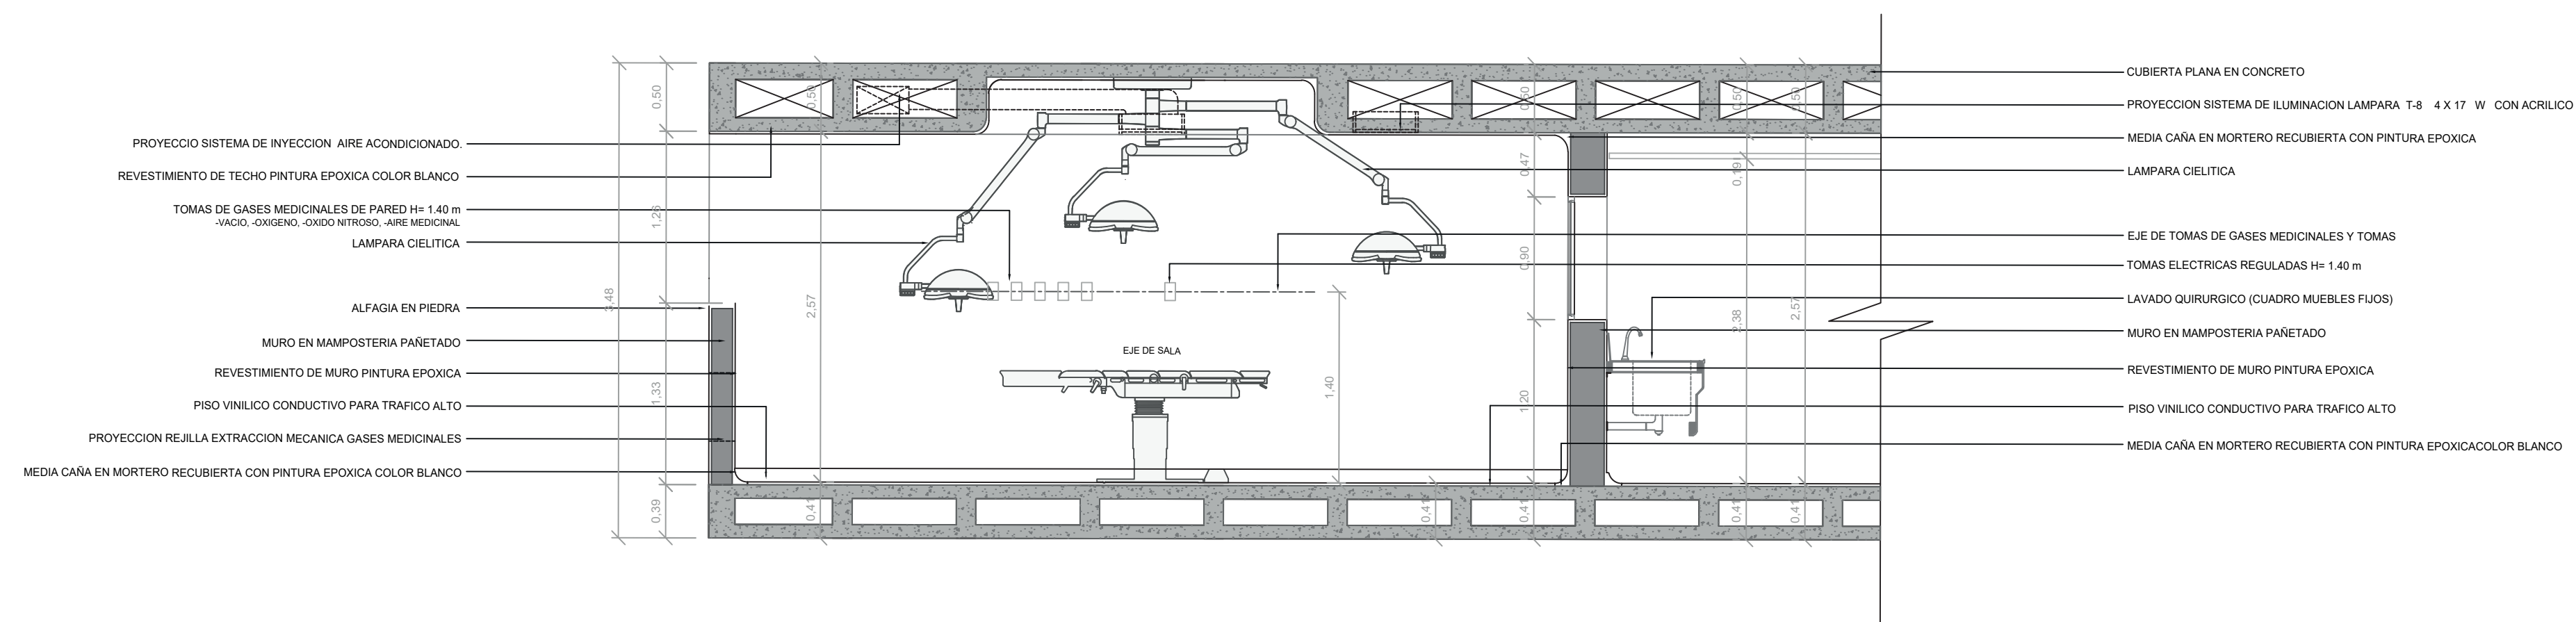 PROYECCIO SISTEMA DE INYECCION AIRE ACONDICIONADO.
REVESTIMIENTO DE TECHO PINTURA EPOXICA COLOR BLANCO
TOMAS DE GASES MEDICINALES DE PARED H= 1.40 m
-VACIO, -OXIGENO, -OXIDO NITROSO, -AIRE MEDICINAL
LAMPARA CIELITICA
ALFAGIA EN PIEDRA
MURO EN MAMPOSTERIA PAÑETADO
REVESTIMIENTO DE MURO PINTURA EPOXICA
PISO VINILICO CONDUCTIVO PARA TRAFICO ALTO
PROYECCION REJILLA EXTRACCION MECANICA GASES MEDICINALES
MEDIA CAÑA EN MORTERO RECUBIERTA CON PINTURA EPOXICA COLOR BLANCO
3,48
0,50
1,26
1,33
0,39
0,50
2,57
0,41
EJE DE SALA
1,40
0,41
0,50
0,47
0,90
1,20
0,41
0,50
0,19
2,38
0,41
0,50
2,57
0,41
CUBIERTA PLANA EN CONCRETO
PROYECCION SISTEMA DE ILUMINACION LAMPARA T-8 4 X 17 W CON ACRILICO
MEDIA CAÑA EN MORTERO RECUBIERTA CON PINTURA EPOXICA
LAMPARA CIELITICA
EJE DE TOMAS DE GASES MEDICINALES Y TOMAS
TOMAS ELECTRICAS REGULADAS H= 1.40 m
LAVADO QUIRURGICO (CUADRO MUEBLES FIJOS)
MURO EN MAMPOSTERIA PAÑETADO
REVESTIMIENTO DE MURO PINTURA EPOXICA
PISO VINILICO CONDUCTIVO PARA TRAFICO ALTO
MEDIA CAÑA EN MORTERO RECUBIERTA CON PINTURA EPOXICACOLOR BLANCO